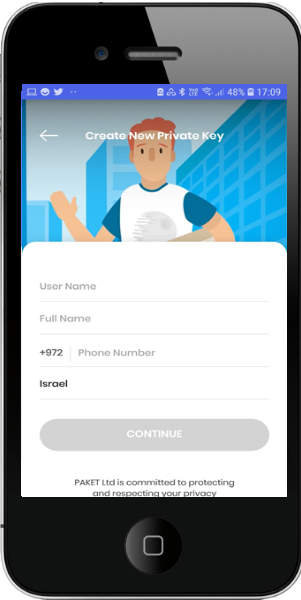 48% 17:09
Create New Private Key
User Name
Full Name
+972 Phone Number
Israel
CONTINUE
PAKET Ltd is committed to protecting
and respecting your privacy